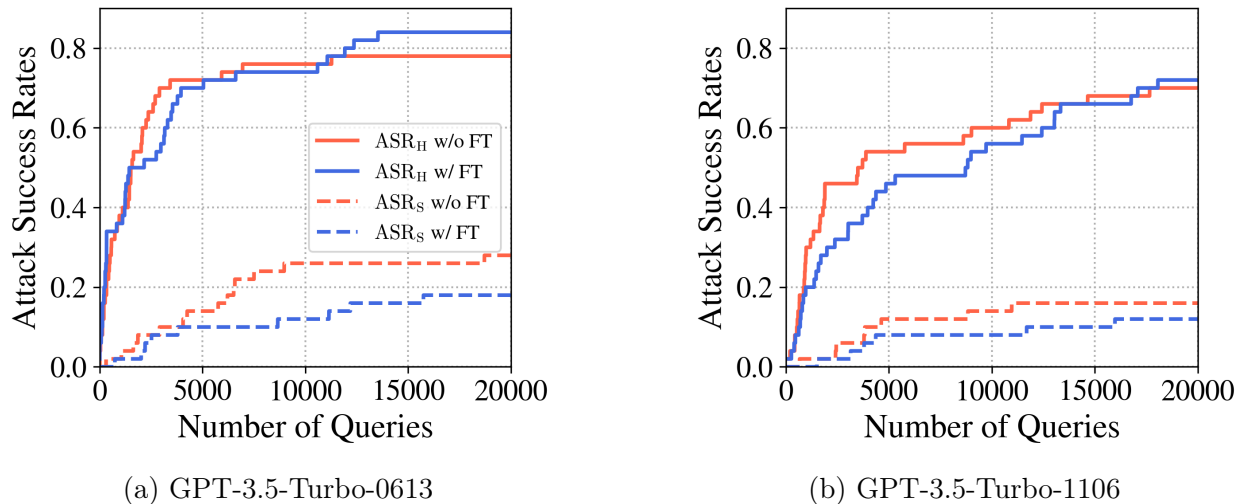 Attack Success Rates
0.8
0.6
0.4
0.2
0.0
ASR_H w/o FT
ASR_H w/ FT
ASR_S w/o FT
ASR_S w/ FT
0 5000 10000 15000 20000
Number of Queries
(a) GPT-3.5-Turbo-0613
Attack Success Rates
0.8
0.6
0.4
0.2
0.0
0 5000 10000 15000 20000
Number of Queries
(b) GPT-3.5-Turbo-1106